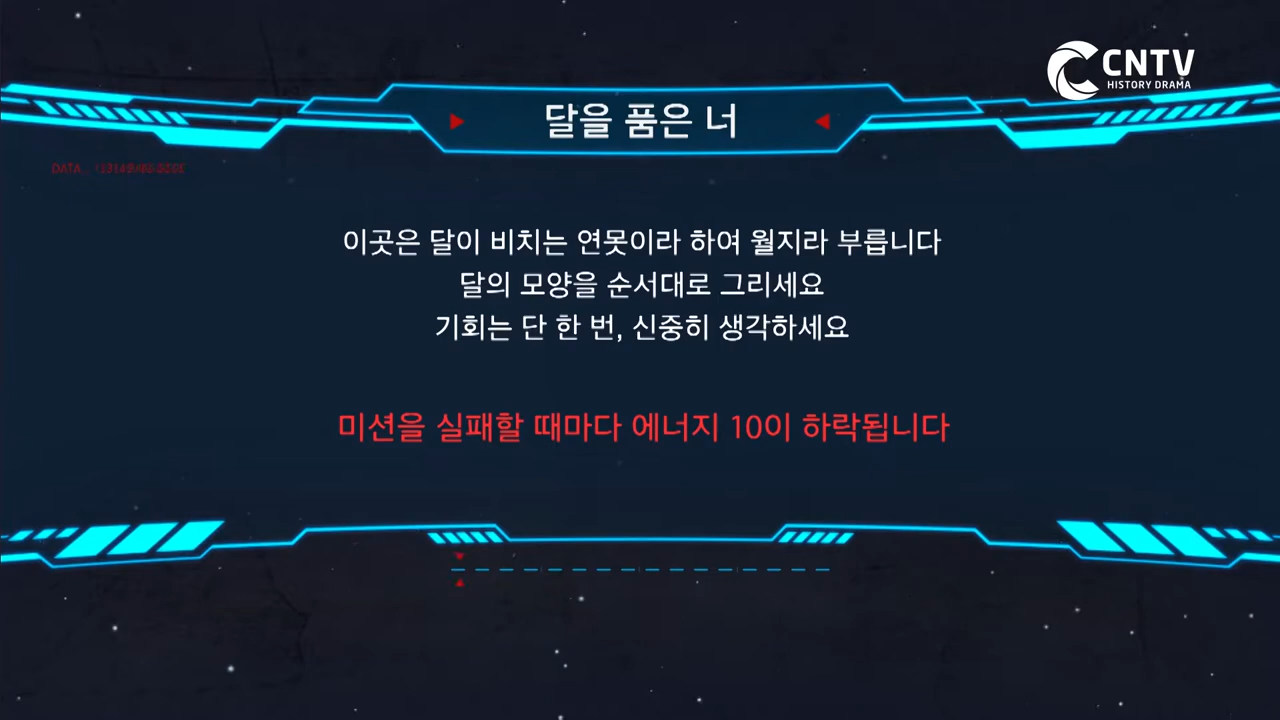 CNTV
HISTORY DRAMA
달을 품은 너
이곳은 달이 비치는 연못이라 하여 월지라 부릅니다
달의 모양을 순서대로 그리세요
기회는 단 한 번, 신중히 생각하세요
미션을 실패할 때마다 에너지 10이 하락됩니다